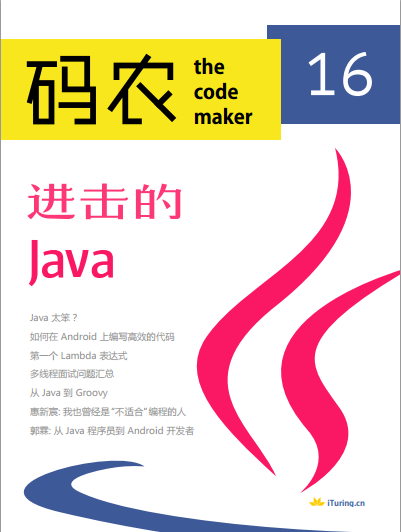 码农
the
code
maker
16
进击的
Java
Java 太笨？
如何在 Android 上编写高效的代码
第一个 Lambda 表达式
多线程面试问题汇总
从 Java 到 Groovy
惠新宸: 我也曾经是“不适合”编程的人
郭霖: 从 Java 程序员到 Android 开发者
iTuring.cn